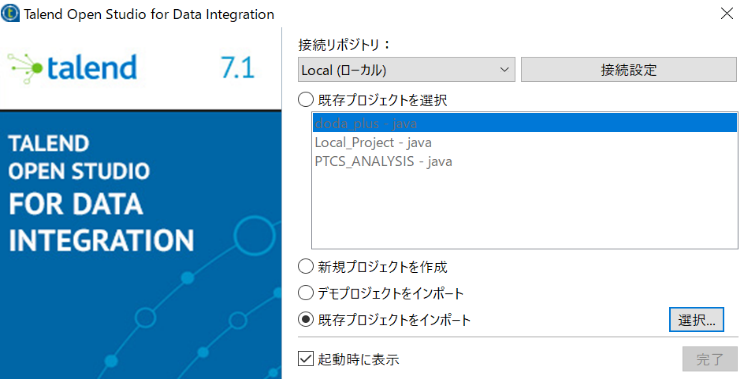 Talend Open Studio for Data Integration
talend
7.1
TALEND
OPEN STUDIO
FOR DATA
INTEGRATION
接続リポジトリ：
Local (ローカル)
接続設定
既存プロジェクトを選択
doda_plus - java
Local_Project - java
PTCS_ANALYSIS - java
新規プロジェクトを作成
デモプロジェクトをインポート
既存プロジェクトをインポート
選択...
起動時に表示
完了